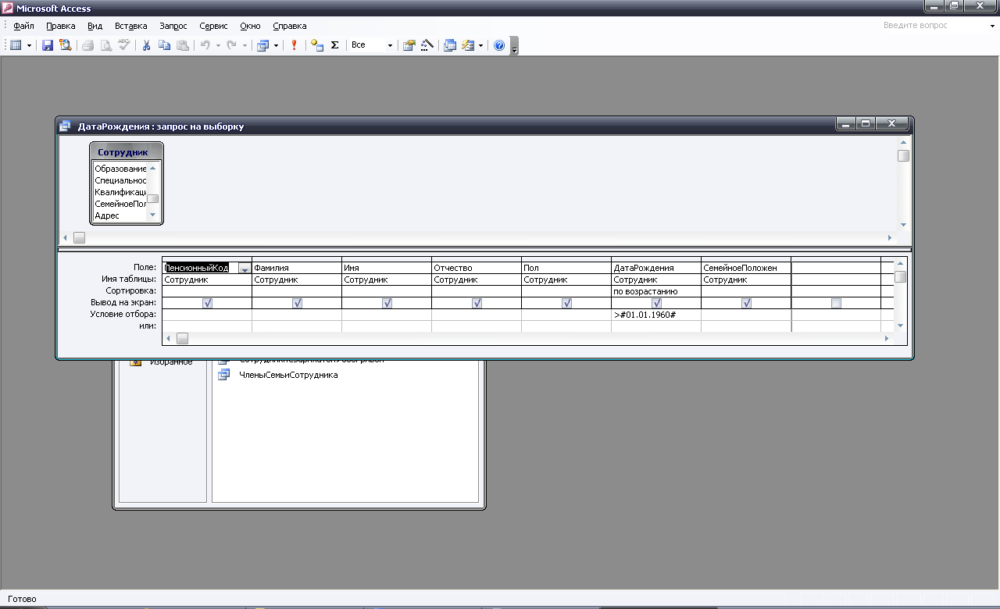 Microsoft Access
Файл Правка Вид Вставка Запрос Сервис Окно Справка Введите вопрос
Все
ДатаРождения : запрос на выборку
Сотрудник
Образование
Специальнос
Квалификаци
СемейноеПол
Адрес
Поле: ПенсионныйКод Фамилия Имя Отчество Пол ДатаРождения СемейноеПоложен
Имя таблицы: Сотрудник Сотрудник Сотрудник Сотрудник Сотрудник Сотрудник Сотрудник
Сортировка: по возрастанию
Вывод на экран:
Условие отбора: >#01.01.1960#
или:
Избранное
ЧленыСемьиСотрудника
Готово